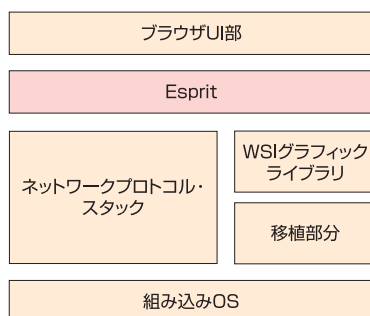 ブラウザUI部
Esprit
ネットワークプロトコル・
スタック
WSIグラフィック
ライブラリ
移植部分
組み込みOS